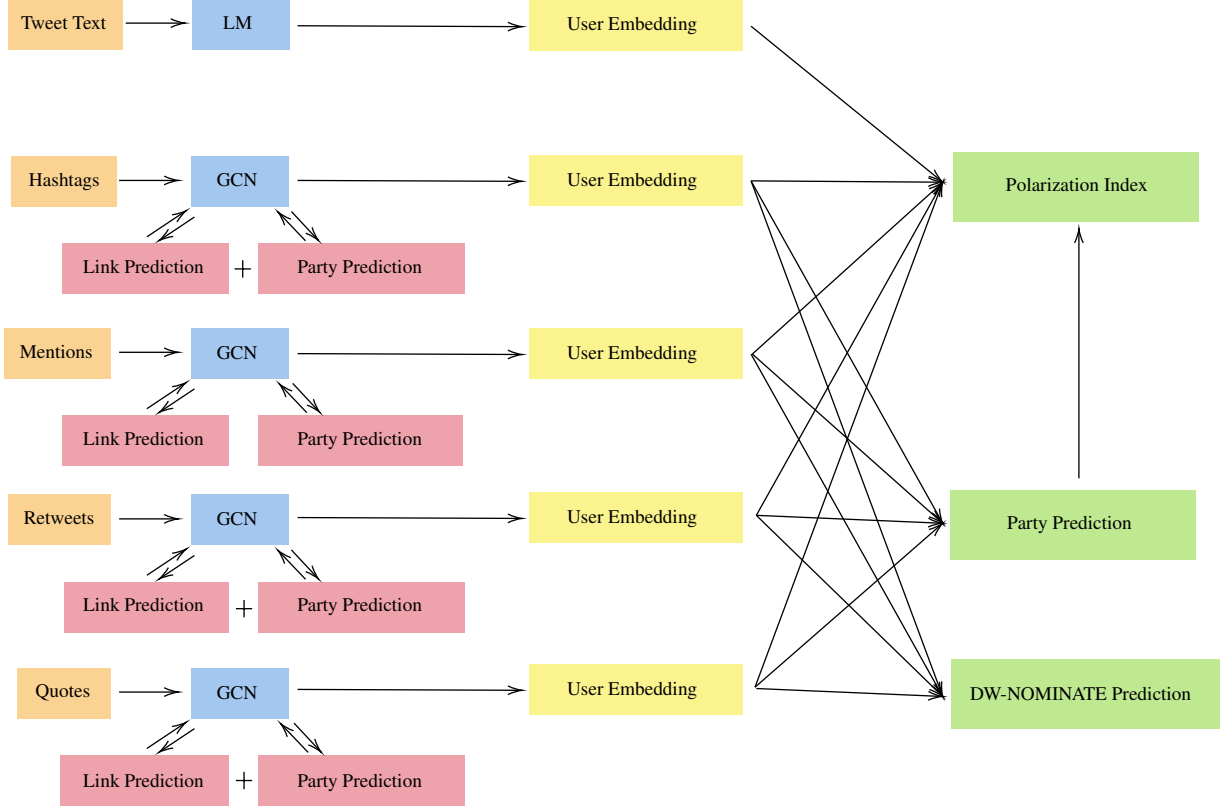 Tweet Text
LM
User Embedding
Hashtags
GCN
User Embedding
Polarization Index
Link Prediction + Party Prediction
Mentions
GCN
User Embedding
Link Prediction
Party Prediction
Retweets
GCN
User Embedding
Party Prediction
Link Prediction + Party Prediction
Quotes
GCN
User Embedding
DW-NOMINATE Prediction
Link Prediction + Party Prediction